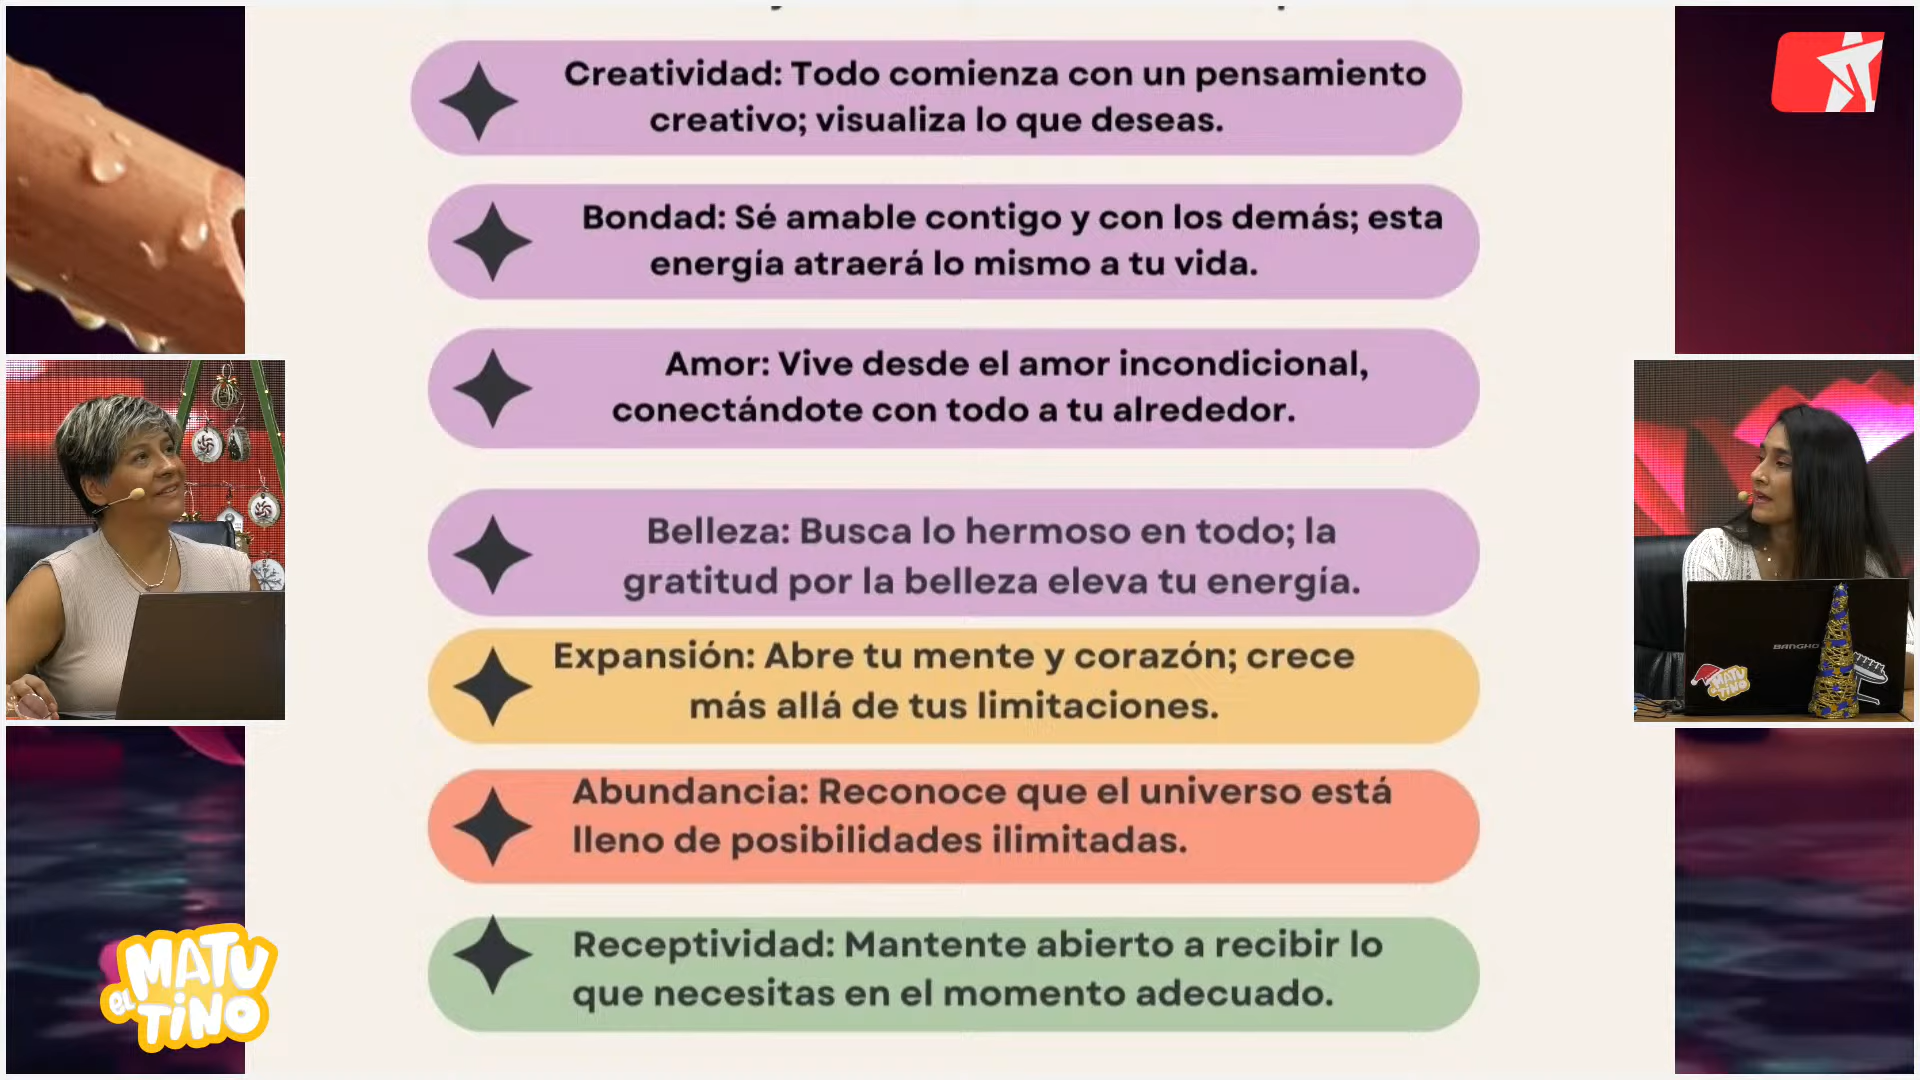 Creatividad: Todo comienza con un pensamiento
creativo; visualiza lo que deseas.
Bondad: Sé amable contigo y con los demás; esta
energía atraerá lo mismo a tu vida.
Amor: Vive desde el amor incondicional,
conectándote con todo a tu alrededor.
Belleza: Busca lo hermoso en todo; la
gratitud por la belleza eleva tu energía.
Expansión: Abre tu mente y corazón; crece
más allá de tus limitaciones.
Abundancia: Reconoce que el universo está
lleno de posibilidades ilimitadas.
Receptividad: Mantente abierto a recibir lo
que necesitas en el momento adecuado.
BANGHO
MATU
TINO
EL MATU
TINO